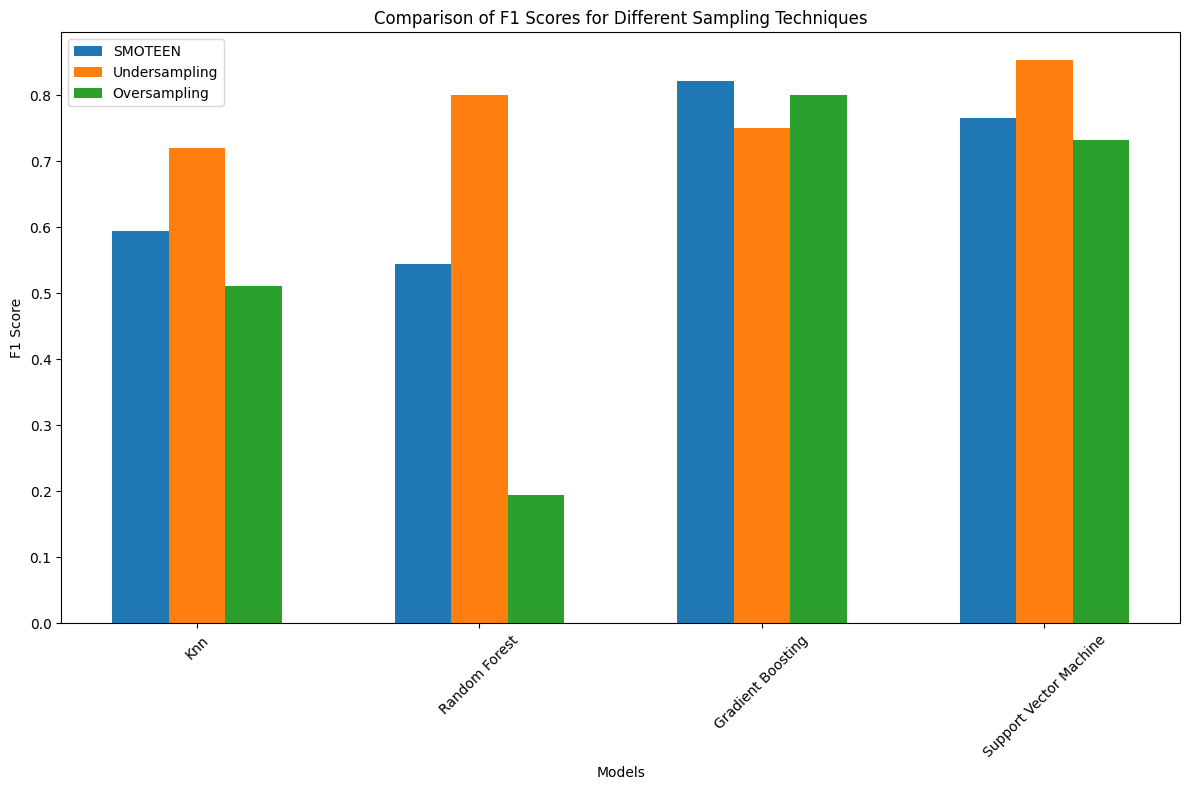 Comparison of F1 Scores for Different Sampling Techniques
SMOTEEN
Undersampling
Oversampling
F1 Score
0.8
0.7
0.6
0.5
0.4
0.3
0.2
0.1
0.0
Knn
Random Forest
Gradient Boosting
Support Vector Machine
Models